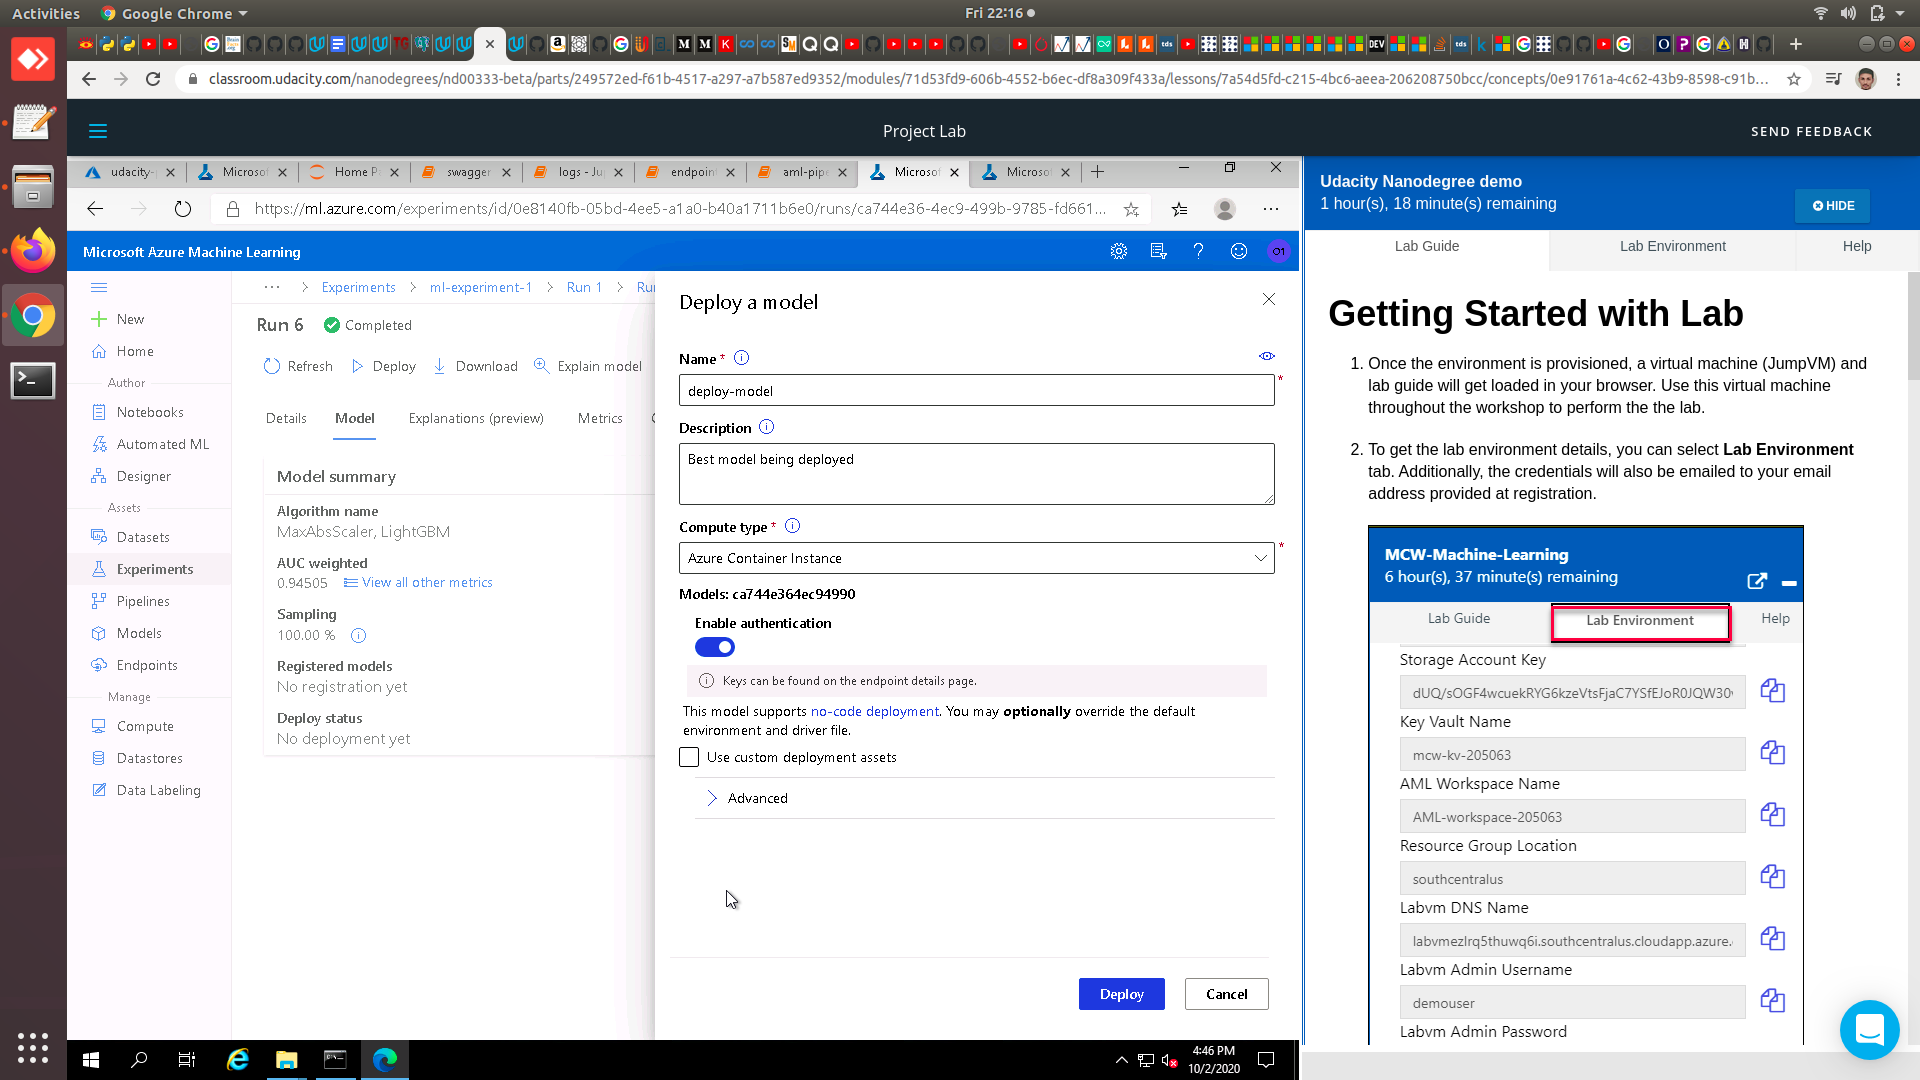 Activities
Google Chrome
Fri 22:16
classroom.udacity.com/nanodegrees/nd00333-beta/parts/249572ed-f61b-4517-a297-a7b587ed9352/modules/71d53fd9-606b-4552-b6ec-df8a309f433a/lessons/7a54d5fd-c215-4bc6-aeea-206208750bcc/concepts/0e91761a-4c62-43b9-8598-c91b...
Project Lab
SEND FEEDBACK
udacity-
Microsof
Home P
swagger
logs - Ju
endpoin
aml-pipe
Microsof
Microsof
https://ml.azure.com/experiments/id/0e8140fb-05bd-4ee5-a1a0-b40a1711b6e0/runs/ca744e36-4ec9-499b-9785-fd661...
Microsoft Azure Machine Learning
New
Home
Author
Notebooks
Automated ML
Designer
Assets
Datasets
Experiments
Pipelines
Models
Endpoints
Manage
Compute
Datastores
Data Labeling
Experiments
ml-experiment-1
Run 1
Run 6
Completed
Refresh
Deploy
Download
Explain model
Details
Model
Explanations (preview)
Metrics
Model summary
Algorithm name
MaxAbsScaler, LightGBM
AUC weighted
0.94505
View all other metrics
Sampling
100.00 %
Registered models
No registration yet
Deploy status
No deployment yet
Deploy a model
Name *
deploy-model
Description
Best model being deployed
Compute type *
Azure Container Instance
Models: ca744e364ec94990
Enable authentication
Keys can be found on the endpoint details page.
This model supports no-code deployment. You may optionally override the default
environment and driver file.
Use custom deployment assets
Advanced
Deploy
Cancel
4:46 PM
10/2/2020
Udacity Nanodegree demo
1 hour(s), 18 minute(s) remaining
HIDE
Lab Guide
Lab Environment
Help
Getting Started with Lab
1. Once the environment is provisioned, a virtual machine (JumpVM) and
lab guide will get loaded in your browser. Use this virtual machine
throughout the workshop to perform the the lab.
2. To get the lab environment details, you can select Lab Environment
tab. Additionally, the credentials will also be emailed to your email
address provided at registration.
MCW-Machine-Learning
6 hour(s), 37 minute(s) remaining
Lab Guide
Lab Environment
Help
Storage Account Key
dUQ/sOGF4wcuekRYG6kzeVtsFjaC7YSfEJoR0JQW30
Key Vault Name
mcw-kv-205063
AML Workspace Name
AML-workspace-205063
Resource Group Location
southcentralus
Labvm DNS Name
labvmezlrq5thuwq6i.southcentralus.cloudapp.azure.
Labvm Admin Username
demouser
Labvm Admin Password